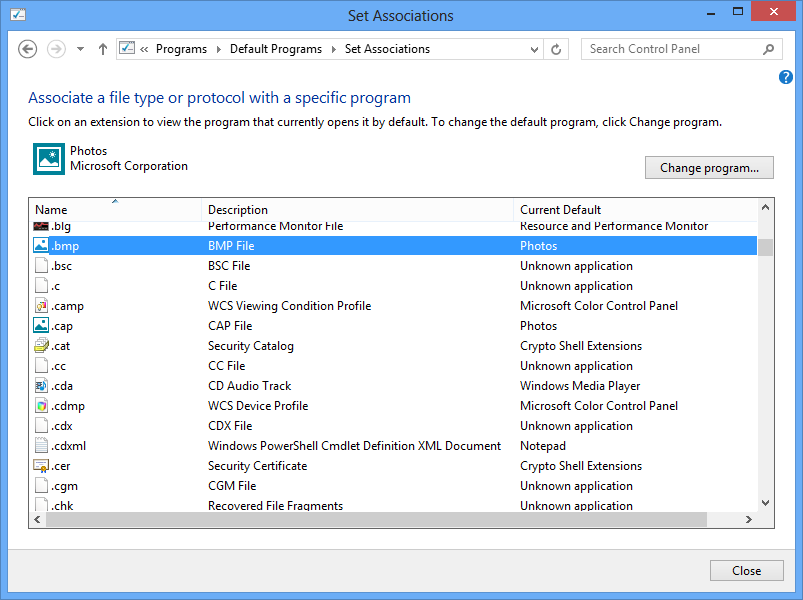 Set Associations
« Programs Default Programs Set Associations Search Control Panel
Associate a file type or protocol with a specific program
Click on an extension to view the program that currently opens it by default. To change the default program, click Change program.
Photos
Microsoft Corporation
Change program...
Name Description Current Default
.blg Performance Monitor File Resource and Performance Monitor
.bmp BMP File Photos
.bsc BSC File Unknown application
.c C File Unknown application
.camp WCS Viewing Condition Profile Microsoft Color Control Panel
.cap CAP File Photos
.cat Security Catalog Crypto Shell Extensions
.cc CC File Unknown application
.cda CD Audio Track Windows Media Player
.cdmp WCS Device Profile Microsoft Color Control Panel
.cdx CDX File Unknown application
.cdxml Windows PowerShell Cmdlet Definition XML Document Notepad
.cer Security Certificate Crypto Shell Extensions
.cgm CGM File Unknown application
.chk Recovered File Fragments Unknown application
Close